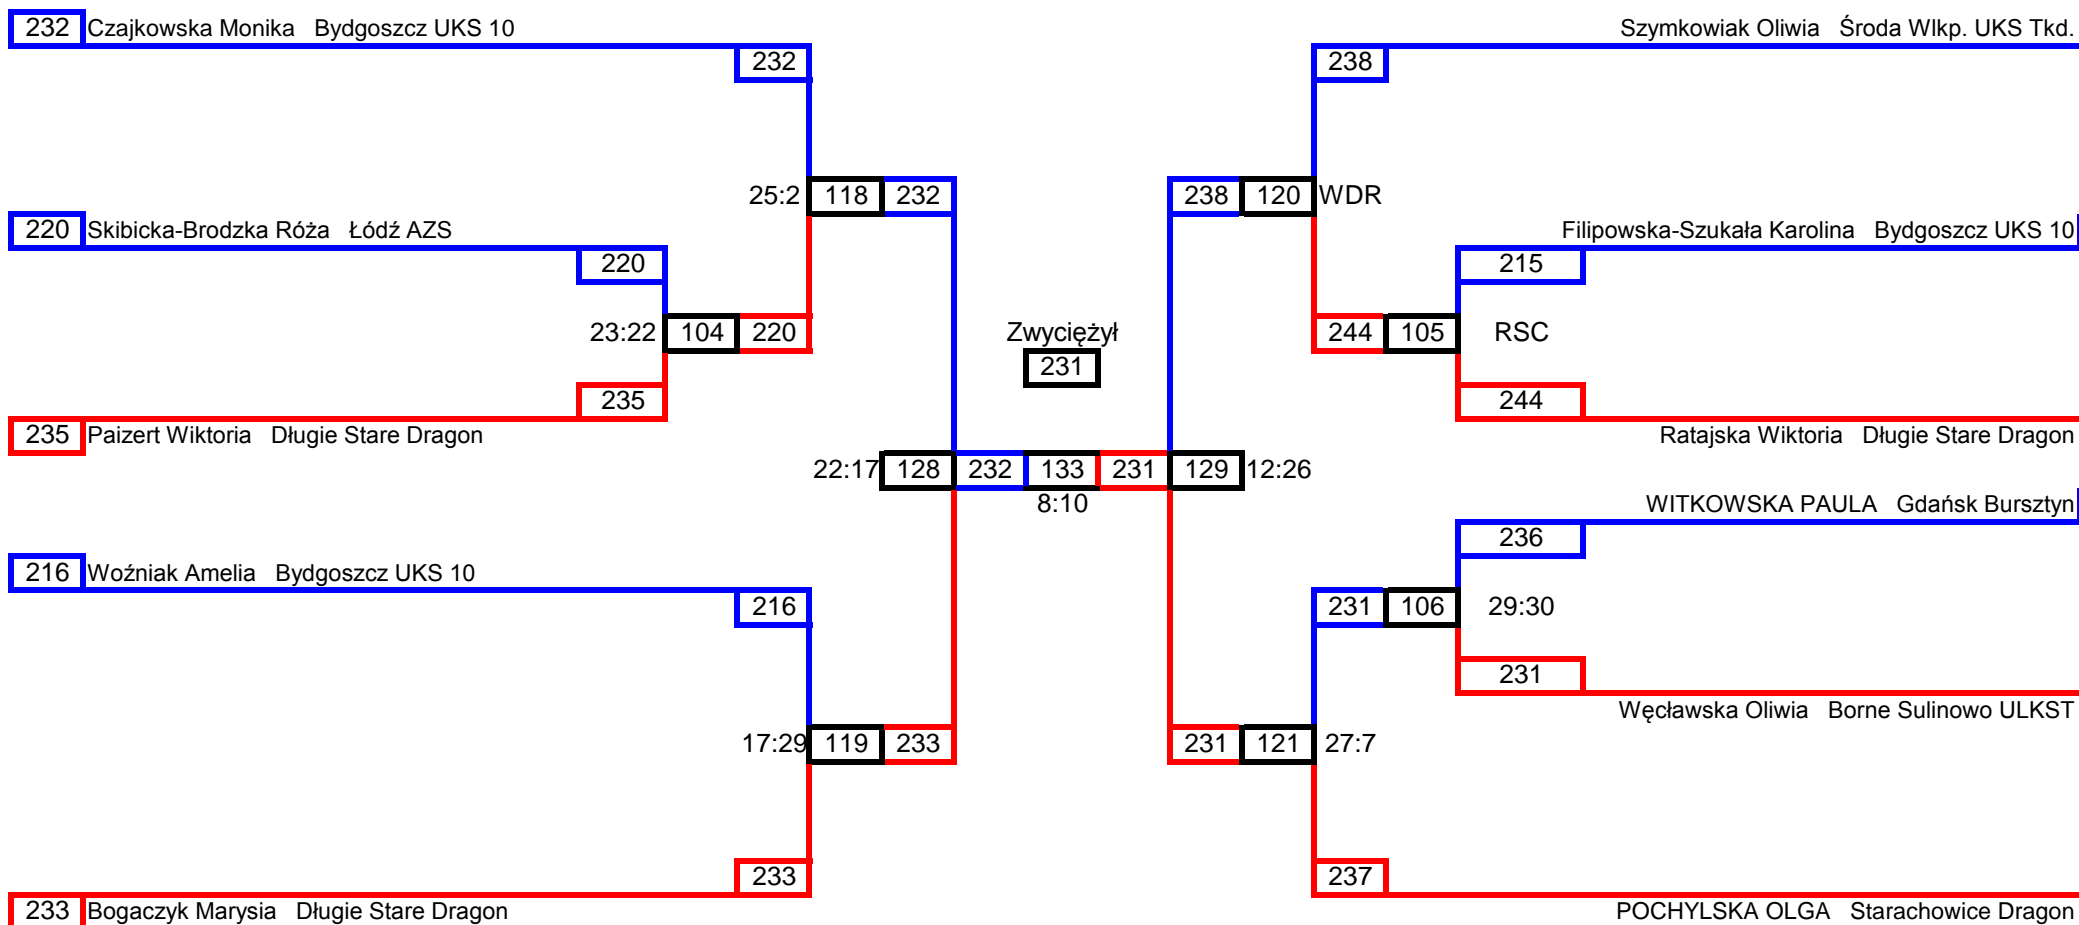 232 Czajkowska Monika Bydgoszcz UKS 10
Szymkowiak Oliwia Środa Wlkp. UKS Tkd.
232
238
25:2 118 232
238 120 WDR
220 Skibicka-Brodzka Róża Łódź AZS
Filipowska-Szukała Karolina Bydgoszcz UKS 10
220
215
23:22 104 220
Zwyciężył
244 105 RSC
231
235
244
235 Paizert Wiktoria Długie Stare Dragon
Ratajska Wiktoria Długie Stare Dragon
22:17 128 232 133 231 129 12:26
8:10
WITKOWSKA PAULA Gdańsk Bursztyn
236
216 Woźniak Amelia Bydgoszcz UKS 10
216
231 106 29:30
231
Węcławska Oliwia Borne Sulinowo ULKST
17:29 119 233
231 121 27:7
233
237
233 Bogaczyk Marysia Długie Stare Dragon
POCHYLSKA OLGA Starachowice Dragon